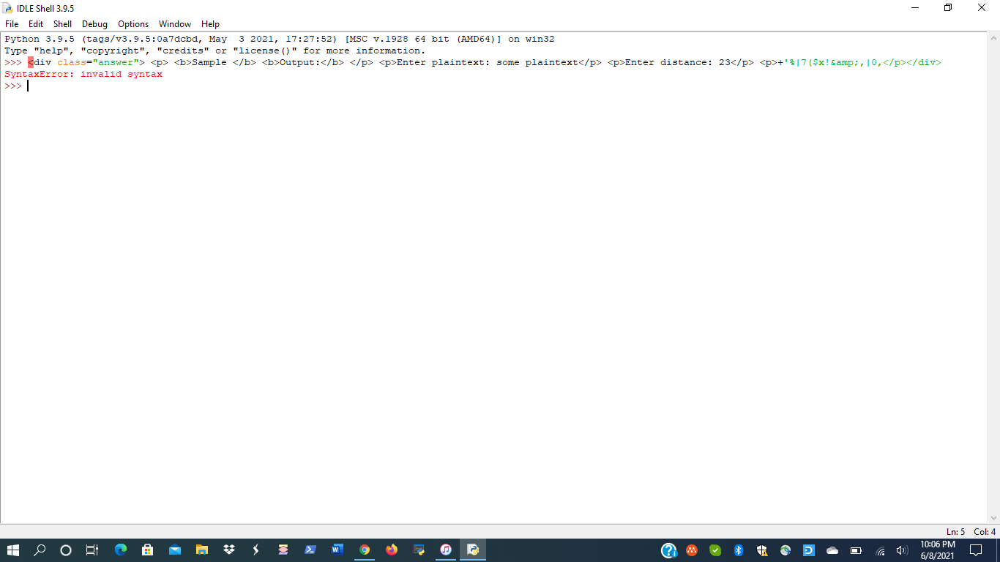 IDLE Shell 3.9.5
File Edit Shell Debug Options Window Help
Python 3.9.5 (tags/v3.9.5:0a7dcbd, May  3 2021, 17:27:52) [MSC v.1928 64 bit (AMD64)] on win32
Type "help", "copyright", "credits" or "license()" for more information.
>>> <div class="answer"> <p> <b>Sample </b> <b>Output:</b> </p> <p>Enter plaintext: some plaintext</p> <p>Enter distance: 23</p> <p>+'%|7($x!&amp;,|0,</p></div>
SyntaxError: invalid syntax
>>>
Ln: 5 Col: 4
10:06 PM
6/8/2021